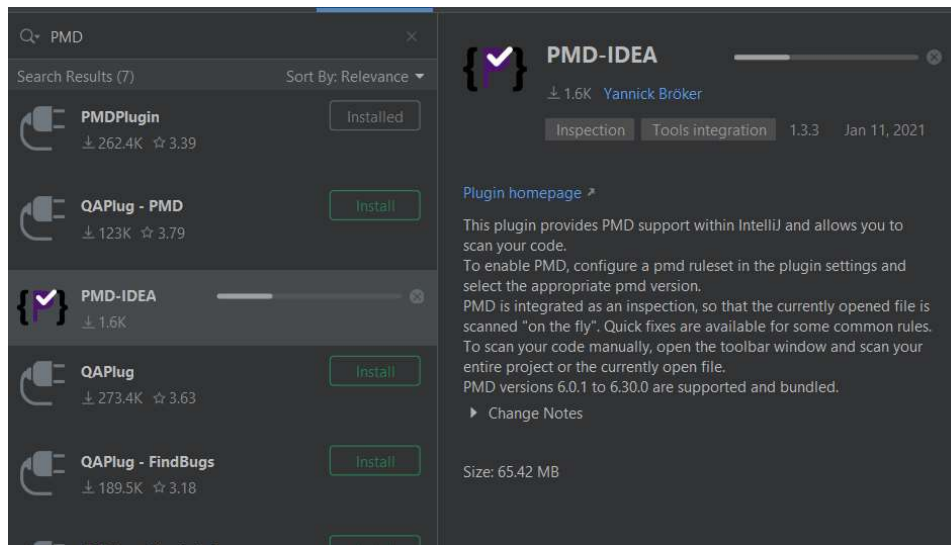 PMD
Search Results (7)
Sort By: Relevance
PMDPlugin
Installed
262.4K 3.39
QAPlug - PMD
Install
123K 3.79
PMD-IDEA
1.6K
QAPlug
Install
273.4K 3.63
QAPlug - FindBugs
Install
189.5K 3.18
PMD-IDEA
1.6K Yannick Bröker
Inspection Tools integration 1.3.3 Jan 11, 2021
Plugin homepage
This plugin provides PMD support within IntelliJ and allows you to
scan your code.
To enable PMD, configure a pmd ruleset in the plugin settings and
select the appropriate pmd version.
PMD is integrated as an inspection, so that the currently opened file is
scanned "on the fly". Quick fixes are available for some common rules.
To scan your code manually, open the toolbar window and scan your
entire project or the currently open file.
PMD versions 6.0.1 to 6.30.0 are supported and bundled.
Change Notes
Size: 65.42 MB